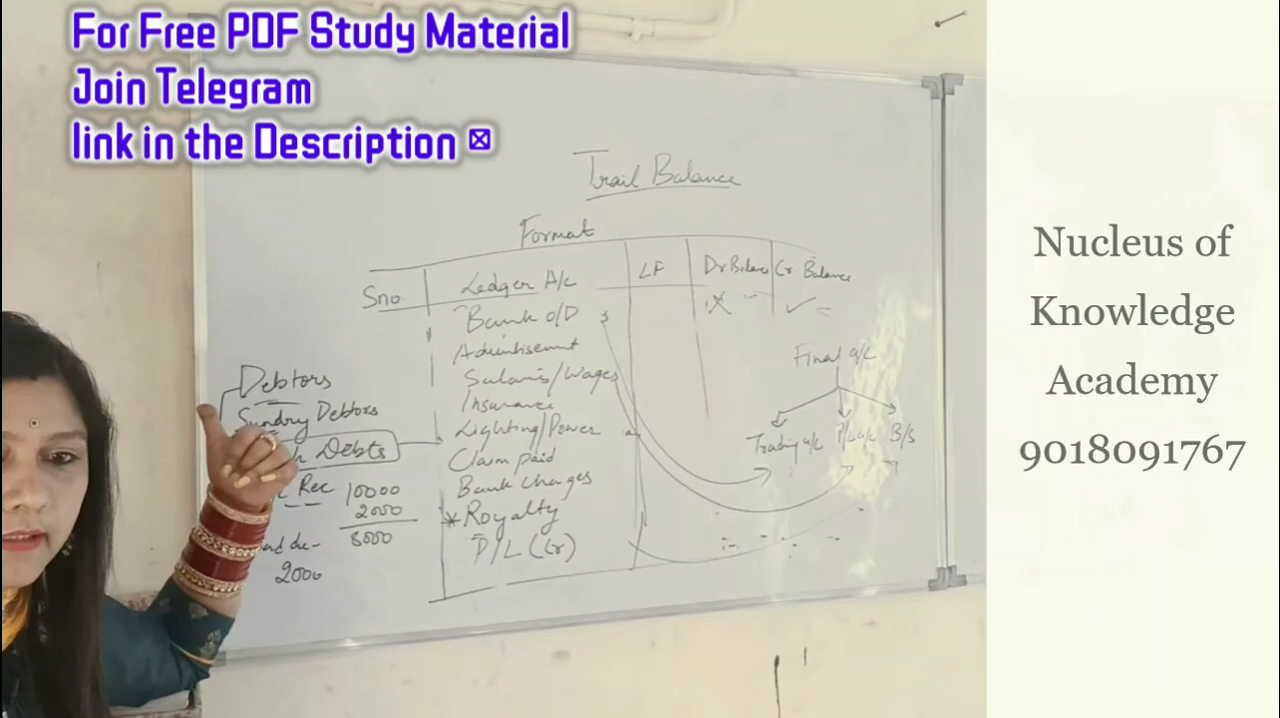 For Free PDF Study Material
Join Telegram
link in the Description
Trail Balance
Format
Sno
Ledger A/c
LF
Dr Balance
Cr Balance
Bank O/D
Advertisement
Salaries/Wages
Insurance
Lighting/Power
Claim paid
Bank Charges
Royalty
P/L (Cr)
Debtors
Sundry Debtors
Debts
Rec
10000
2000
8000
2000
Final a/c
Trading a/c
P/L a/c
B/S
Nucleus of
Knowledge
Academy
9018091767